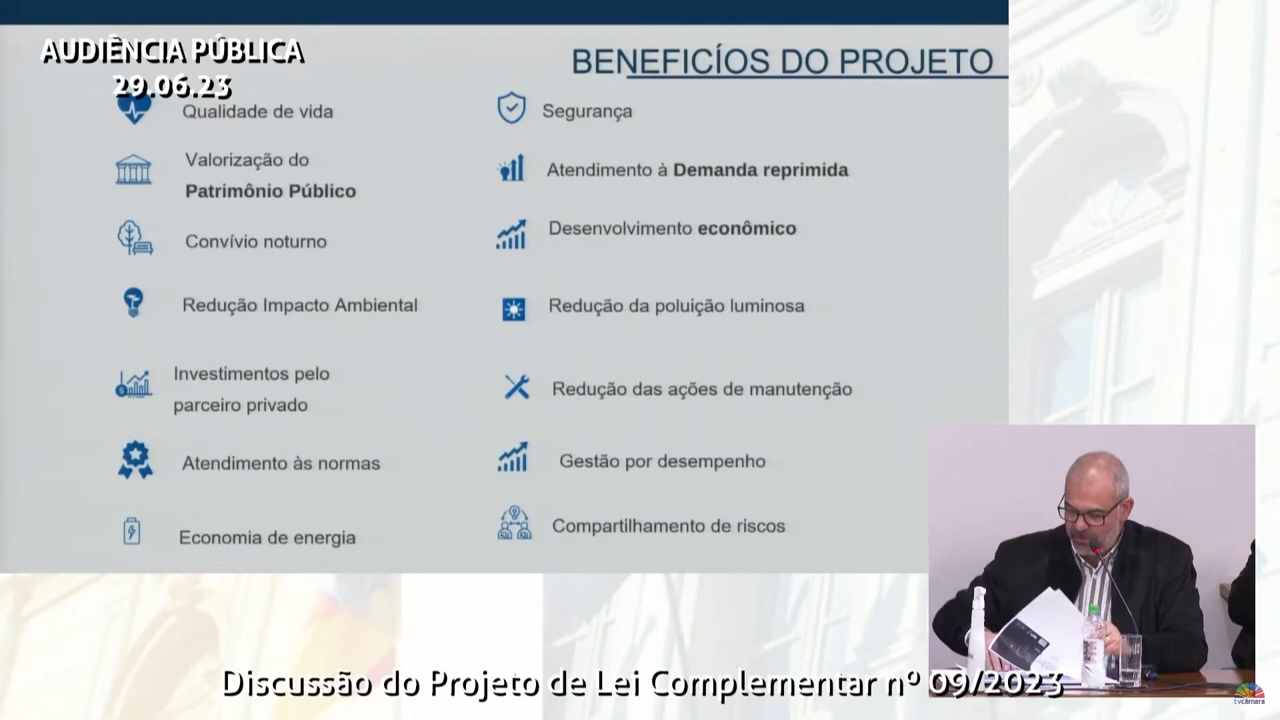 AUDIÊNCIA PÚBLICA
29.06.23
BENEFICÍOS DO PROJETO
Qualidade de vida
Valorização do
Patrimônio Público
Convívio noturno
Redução Impacto Ambiental
Investimentos pelo
parceiro privado
Atendimento às normas
Economia de energia
Segurança
Atendimento à Demanda reprimida
Desenvolvimento econômico
Redução da poluição luminosa
Redução das ações de manutenção
Gestão por desempenho
Compartilhamento de riscos
Discussão do Projeto de Lei Complementar nº 09/2023
tvcâmara